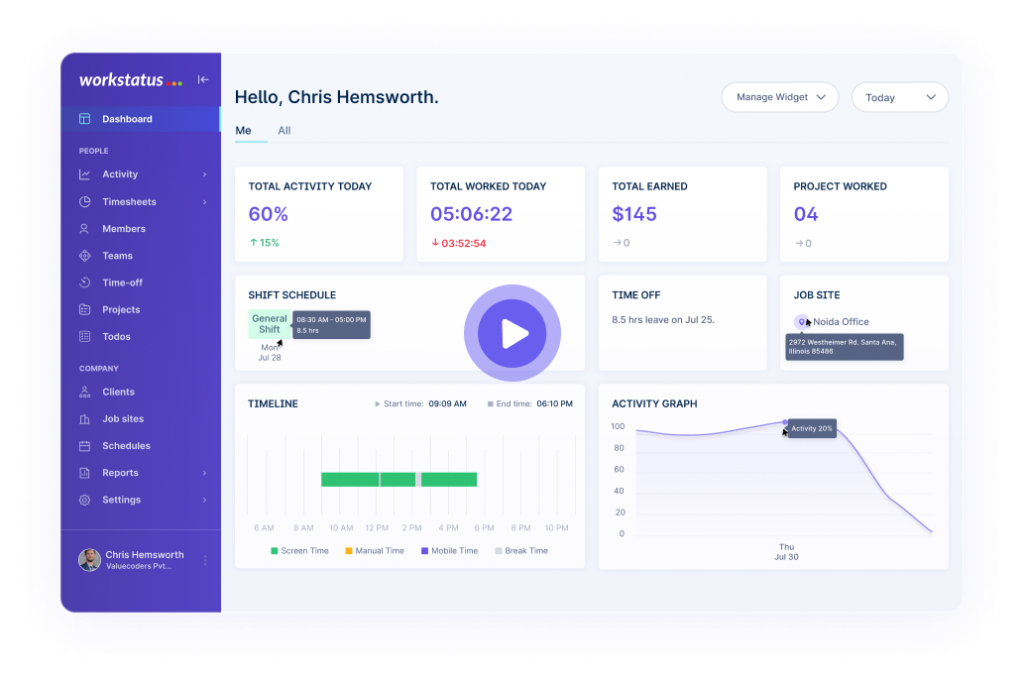 workstatus
Dashboard
PEOPLE
Activity
Timesheets
Members
Teams
Time-off
Projects
Todos
COMPANY
Clients
Job sites
Schedules
Reports
Settings
Chris Hemsworth
Valuecoders Pvt...
Hello, Chris Hemsworth.
Manage Widget
Today
Me All
TOTAL ACTIVITY TODAY
60%
↑ 15%
TOTAL WORKED TODAY
05:06:22
↓ 03:52:54
TOTAL EARNED
$145
→ 0
PROJECT WORKED
04
→ 0
SHIFT SCHEDULE
General
Shift
08:30 AM - 05:00 PM
8.5 hrs
Mon
Jul 28
TIME OFF
8.5 hrs leave on Jul 25.
JOB SITE
Noida Office
2972 Westheimer Rd. Santa Ana,
Illinois 85486
TIMELINE
Start time: 09:09 AM
End time: 06:10 PM
6 AM 8 AM 10 AM 12 PM 2 PM 4 PM 6 PM 8 PM 10 PM
Screen Time Manual Time Mobile Time Break Time
ACTIVITY GRAPH
100
80
60
40
20
0
Activity 20%
Thu
Jul 30